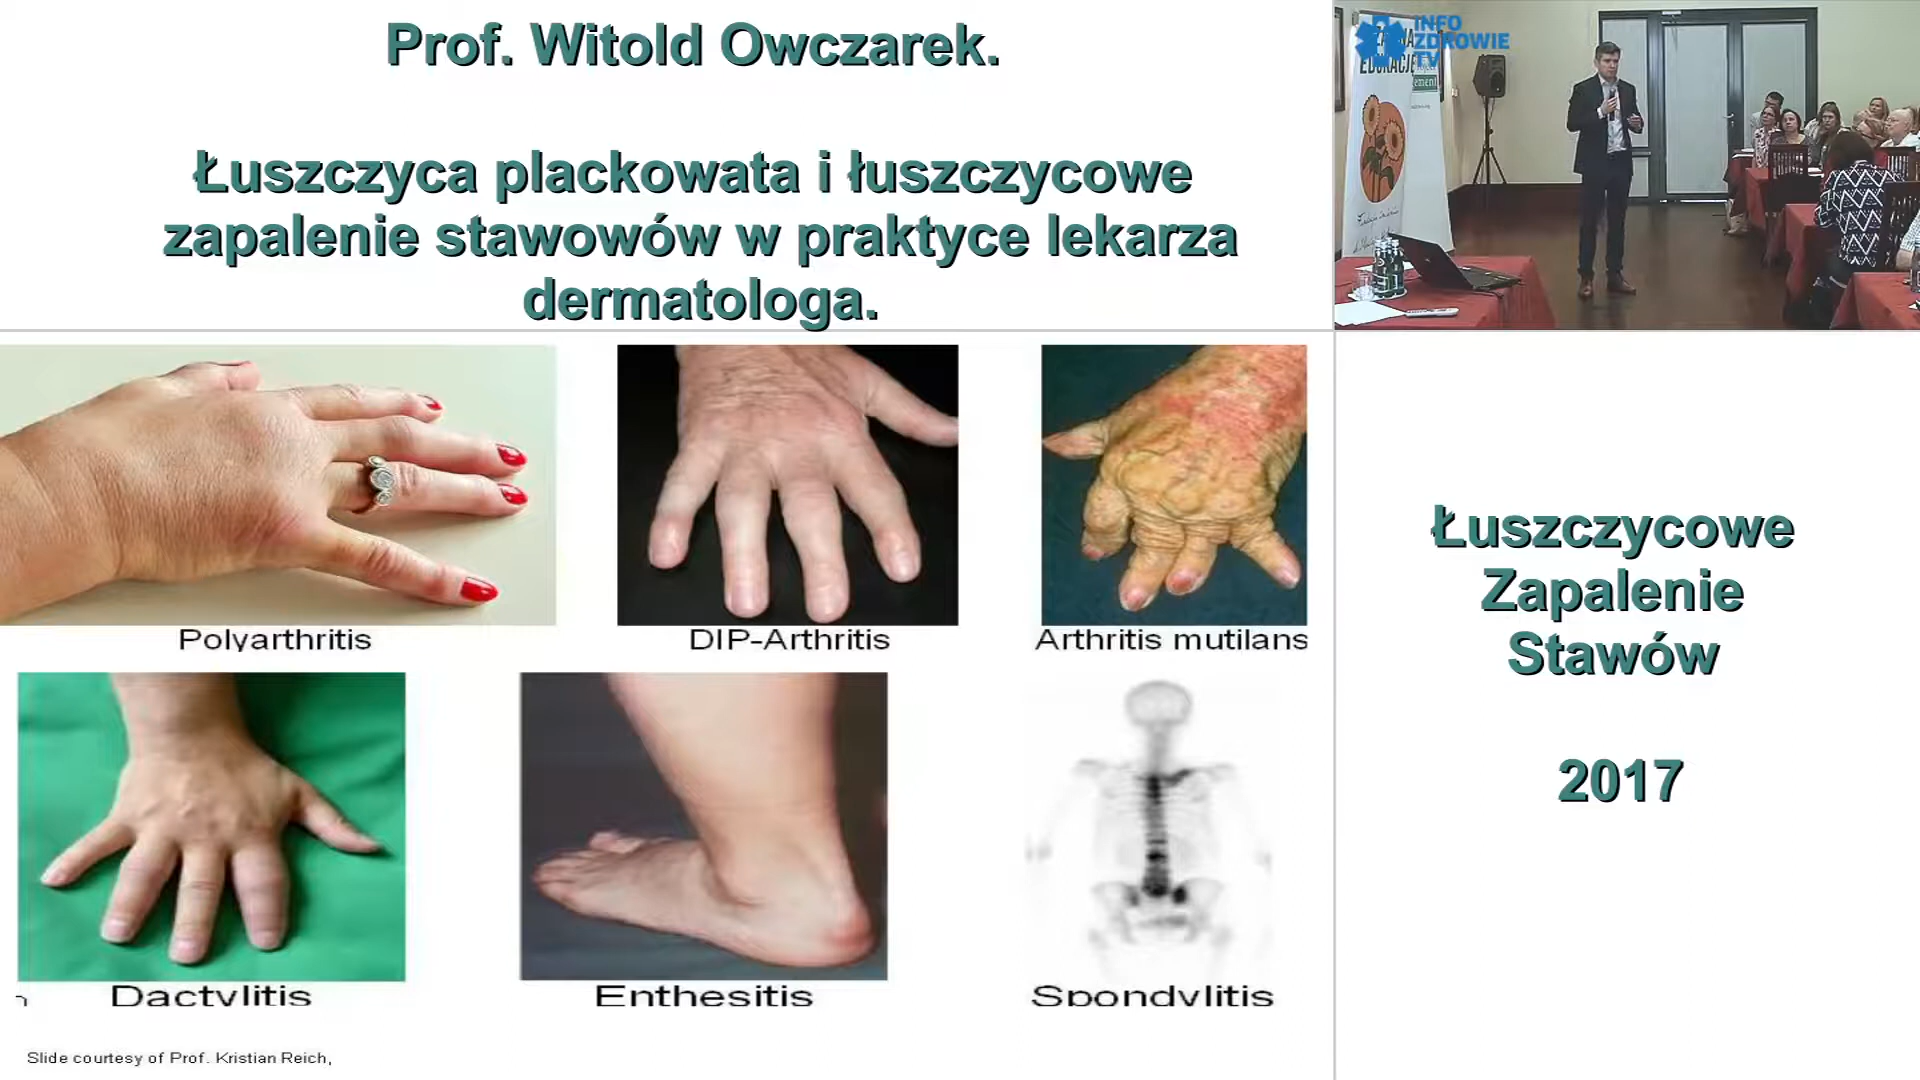 Prof. Witold Owczarek.
Łuszczyca plackowata i łuszczycowe
zapalenie stawowów w praktyce lekarza
dermatologa.
INFO
ZDROWIE
TV
EDUKACJĘ
Polyarthritis
DIP-Arthritis
Arthritis mutilans
Dactylitis
Enthesitis
Spondylitis
Slide courtesy of Prof. Kristian Reich,
Łuszczycowe
Zapalenie
Stawów
2017